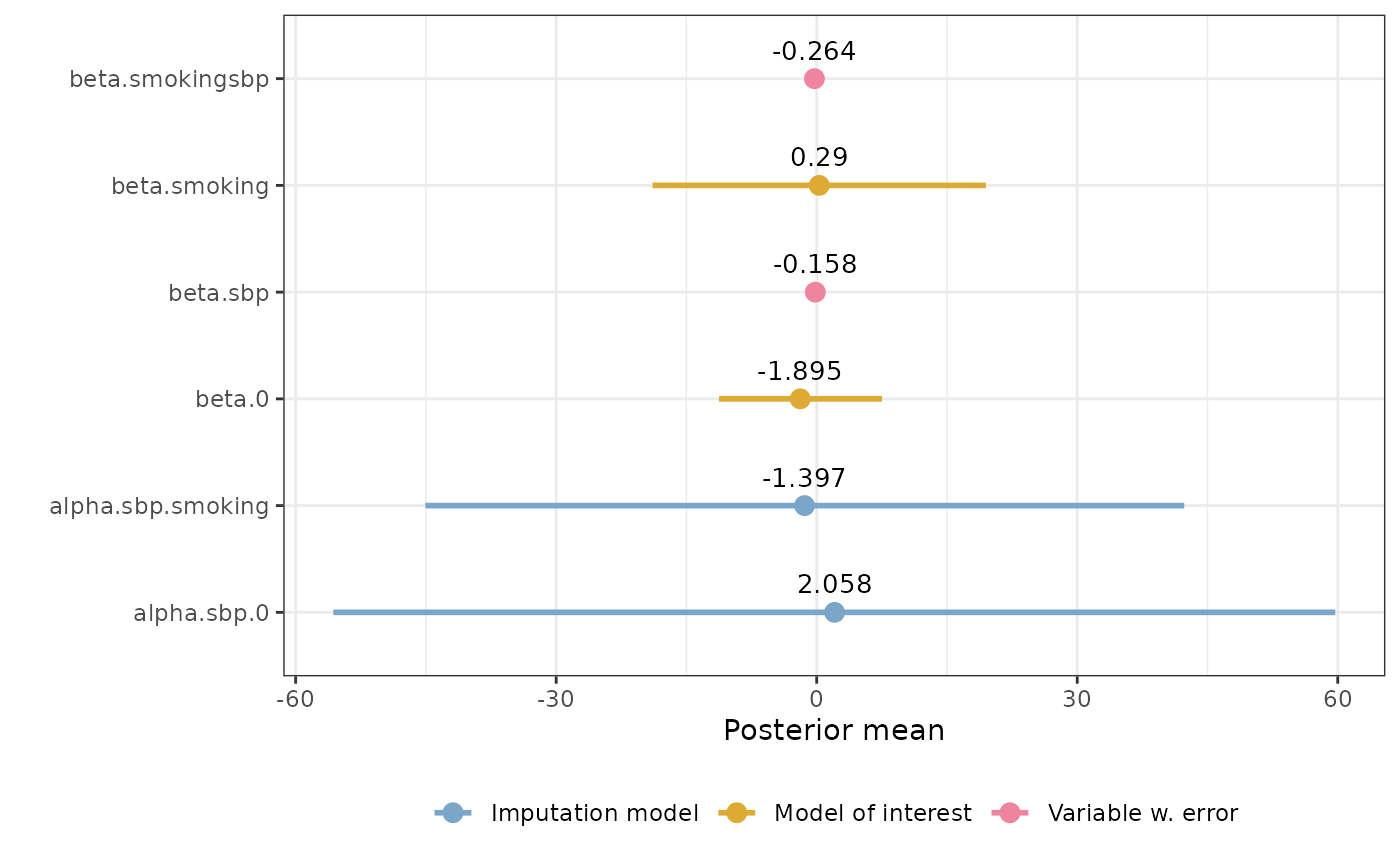 beta.smokingsbp
-0.264
beta.smoking
0.29
beta.sbp
-0.158
beta.0
-1.895
alpha.sbp.smoking
-1.397
alpha.sbp.0
2.058
-60 -30 0 30 60
Posterior mean
Imputation model Model of interest Variable w. error